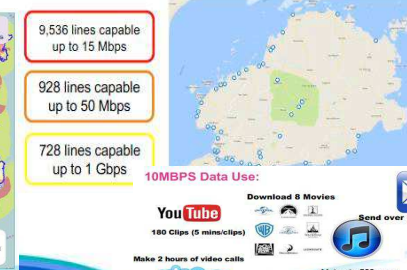 9,536 lines capable
up to 15 Mbps
928 lines capable
up to 50 Mbps
728 lines capable
up to 1 Gbps
10MBPS Data Use:
Download 8 Movies
YouTube
Send over
180 Clips (5 mins/clips)
Make 2 hours of video calls